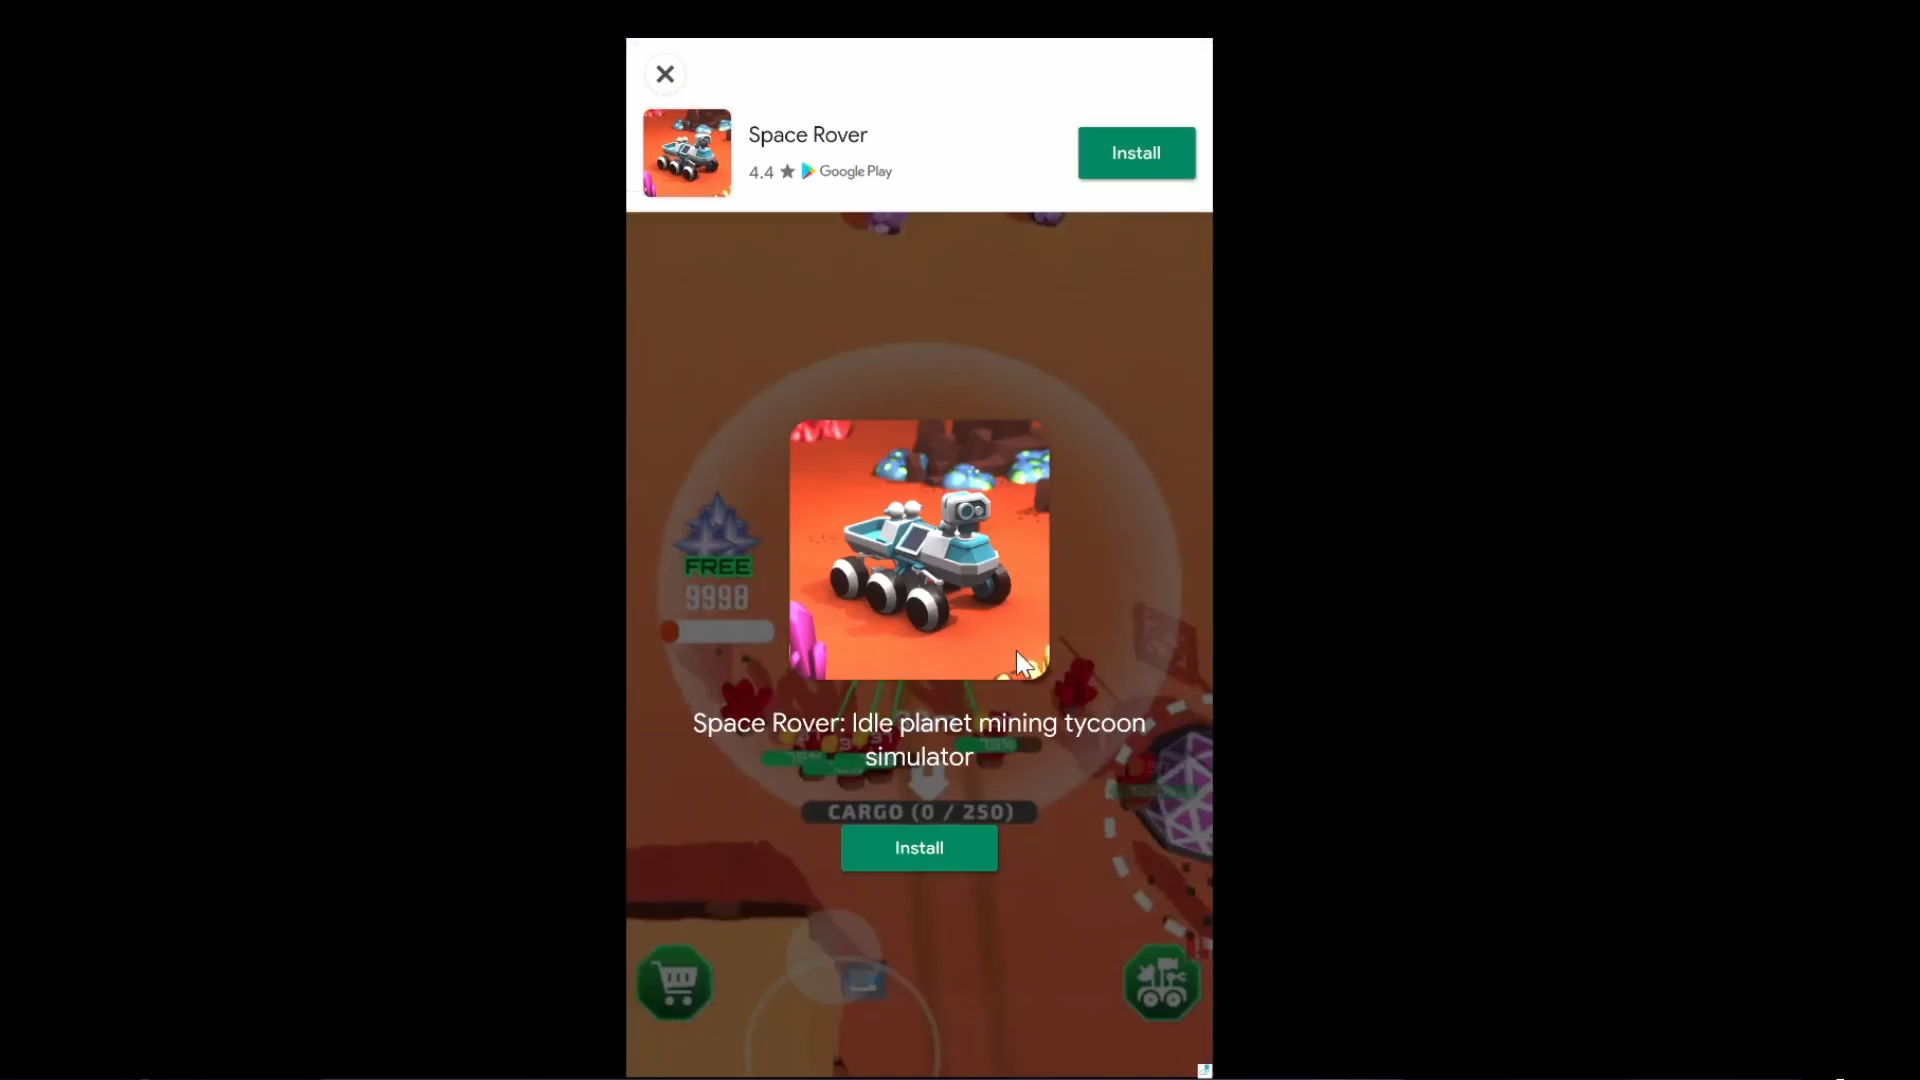 Space Rover
4.4 ★ Google Play
Install
FREE
9998
Space Rover: Idle planet mining tycoon
simulator
CARGO (0 / 250)
Install